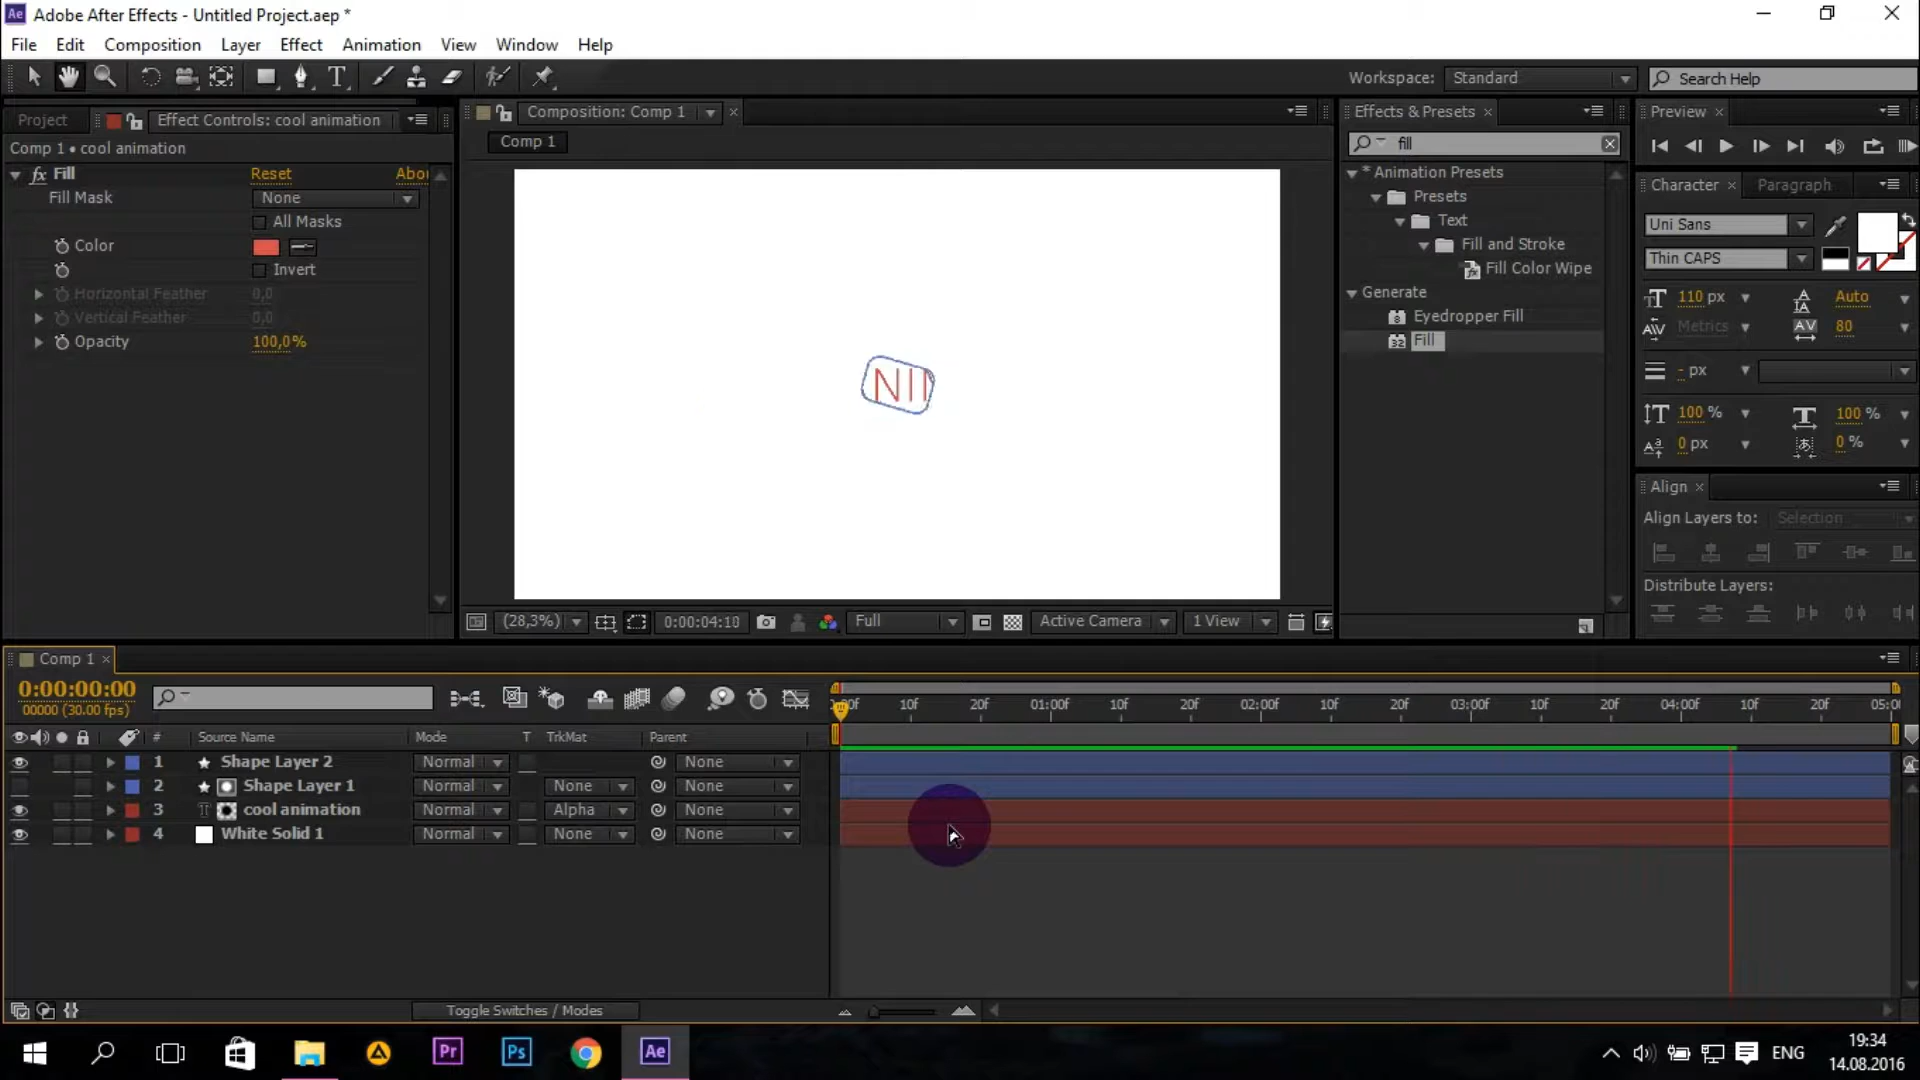 Adobe After Effects - Untitled Project.aep *
File Edit Composition Layer Effect Animation View Window Help
Workspace: Standard Search Help
Project Effect Controls: cool animation
Comp 1 • cool animation
fx Fill Reset Abou
Fill Mask None
All Masks
Color
Invert
Horizontal Feather 0,0
Vertical Feather 0,0
Opacity 100,0%
Composition: Comp 1
Comp 1
NI
(28,3%) 0:00:04:10 Full Active Camera 1 View
Effects & Presets
fill
* Animation Presets
Presets
Text
Fill and Stroke
Fill Color Wipe
Generate
Eyedropper Fill
Fill
Preview
Character Paragraph
Uni Sans
Thin CAPS
110 px Auto
Metrics 80
- px
100 % 100 %
0 px 0 %
Align
Align Layers to: Selection
Distribute Layers:
Comp 1
0:00:00:00
00000 (30.00 fps)
10f 20f 01:00f 10f 20f 02:00f 10f 20f 03:00f 10f 20f 04:00f 10f 20f 05:00
# Source Name Mode T TrkMat Parent
1 Shape Layer 2 Normal None
2 Shape Layer 1 Normal None None
3 cool animation Normal Alpha None
4 White Solid 1 Normal None None
Toggle Switches / Modes
Pr Ps Ae
ENG
19:34
14.08.2016